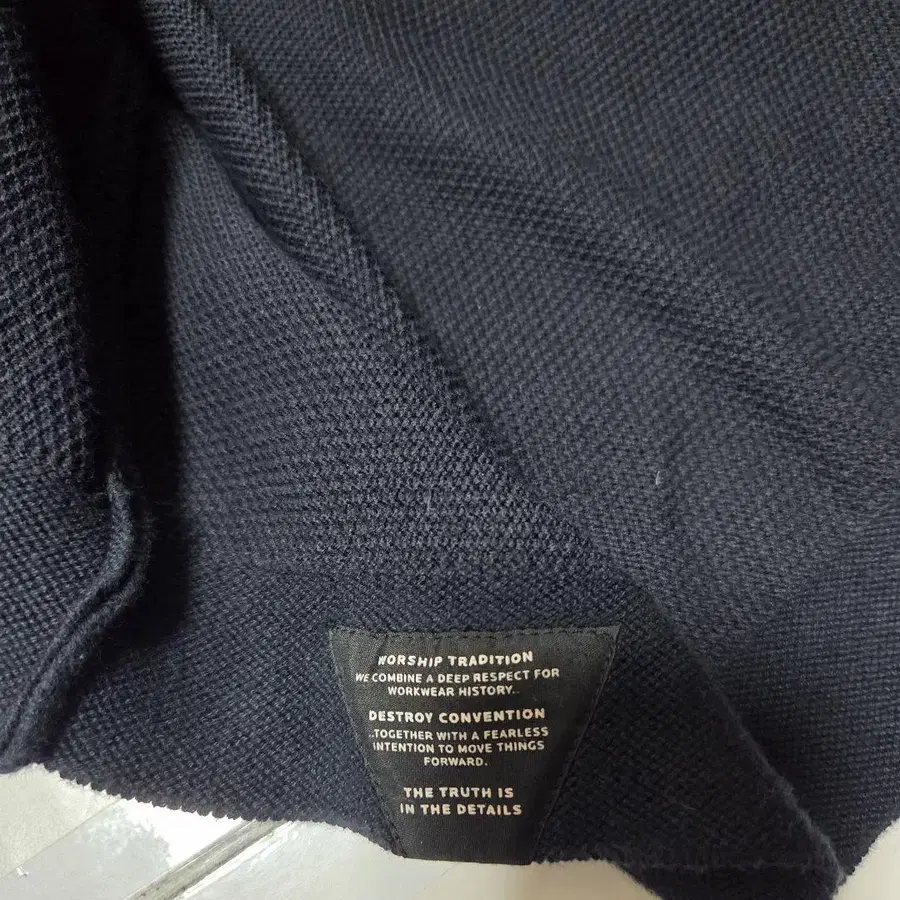 WORSHIP TRADITION
WE COMBINE A DEEP RESPECT FOR
WORKWEAR HISTORY..
DESTROY CONVENTION
..TOGETHER WITH A FEARLESS
INTENTION TO MOVE THINGS
FORWARD.
THE TRUTH IS
IN THE DETAILS